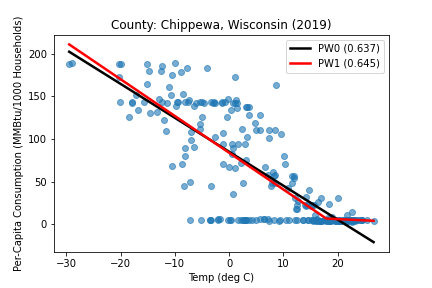 County: Chippewa, Wisconsin (2019)
Per-Capita Consumption (MMBtu/1000 Households)
200
150
100
50
0
PW0 (0.637)
PW1 (0.645)
−30 −20 −10 0 10 20
Temp (deg C)